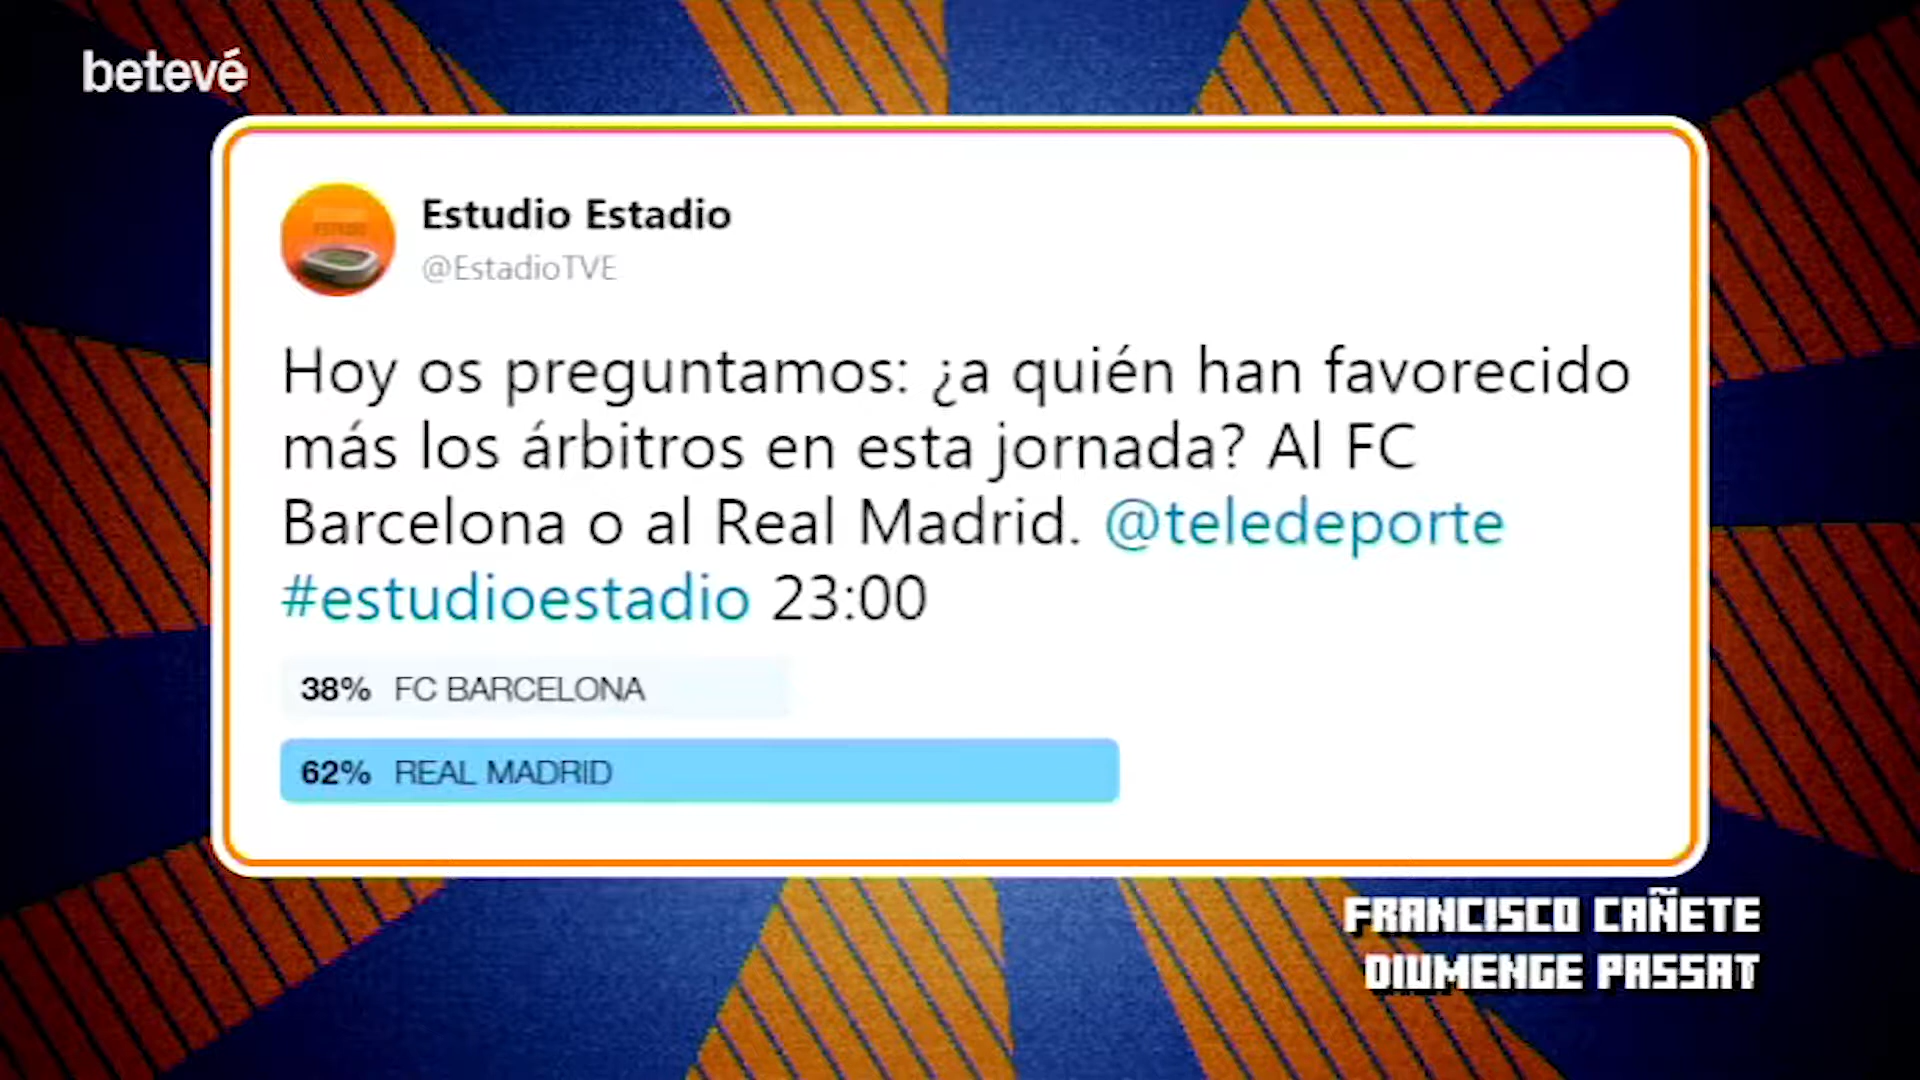 betevé
Estudio Estadio
@EstadioTVE
Hoy os preguntamos: ¿a quién han favorecido
más los árbitros en esta jornada? Al FC
Barcelona o al Real Madrid. @teledeporte
#estudioestadio 23:00
38% FC BARCELONA
62% REAL MADRID
FRANCISCO CAÑETE
DIUMENGE PASSAT